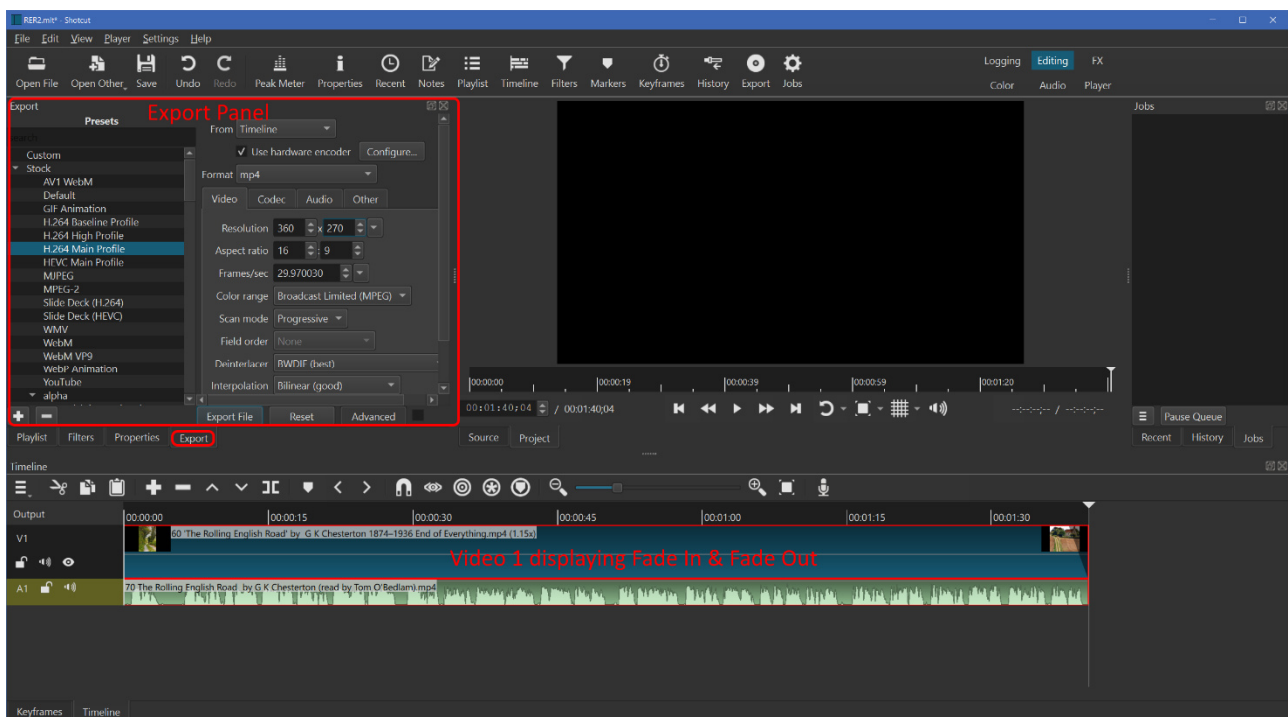 RER2.mlt* - Shotcut
File Edit View Player Settings Help
Open File Open Other.. Save Undo Redo Peak Meter Properties Recent Notes Playlist Timeline Filters Markers Keyframes History Export Jobs
Logging Editing FX
Color Audio Player
Export
Export Panel
Presets
From Timeline
Use hardware encoder Configure...
Format mp4
Custom
Stock
AV1 WebM
Default
GIF Animation
H.264 Baseline Profile
H.264 High Profile
H.264 Main Profile
HEVC Main Profile
MJPEG
MPEG-2
Slide Deck (H.264)
Slide Deck (HEVC)
WMV
WebM
WebM VP9
WebP Animation
YouTube
alpha
Video Codec Audio Other
Resolution 360 x 270
Aspect ratio 16 : 9
Frames/sec 29.970030
Color range Broadcast Limited (MPEG)
Scan mode Progressive
Field order None
Deinterlacer BWDIF (best)
Interpolation Bilinear (good)
Export File Reset Advanced
Playlist Filters Properties Export
00:00:00 00:00:19 00:00:39 00:00:59 00:01:20
00:01:40;04 / 00:01:40;04 --:--:--;-- / --:--:--;--
Source Project
Jobs
Pause Queue
Recent History Jobs
Timeline
Output 00:00:00 00:00:15 00:00:30 00:00:45 00:01:00 00:01:15 00:01:30
V1
60 'The Rolling English Road' by G K Chesterton 1874–1936 End of Everything.mp4 (1.15x)
Video 1 displaying Fade In & Fade Out
A1
70 The Rolling English Road by G K Chesterton (read by Tom O'Bedlam).mp4
Keyframes Timeline